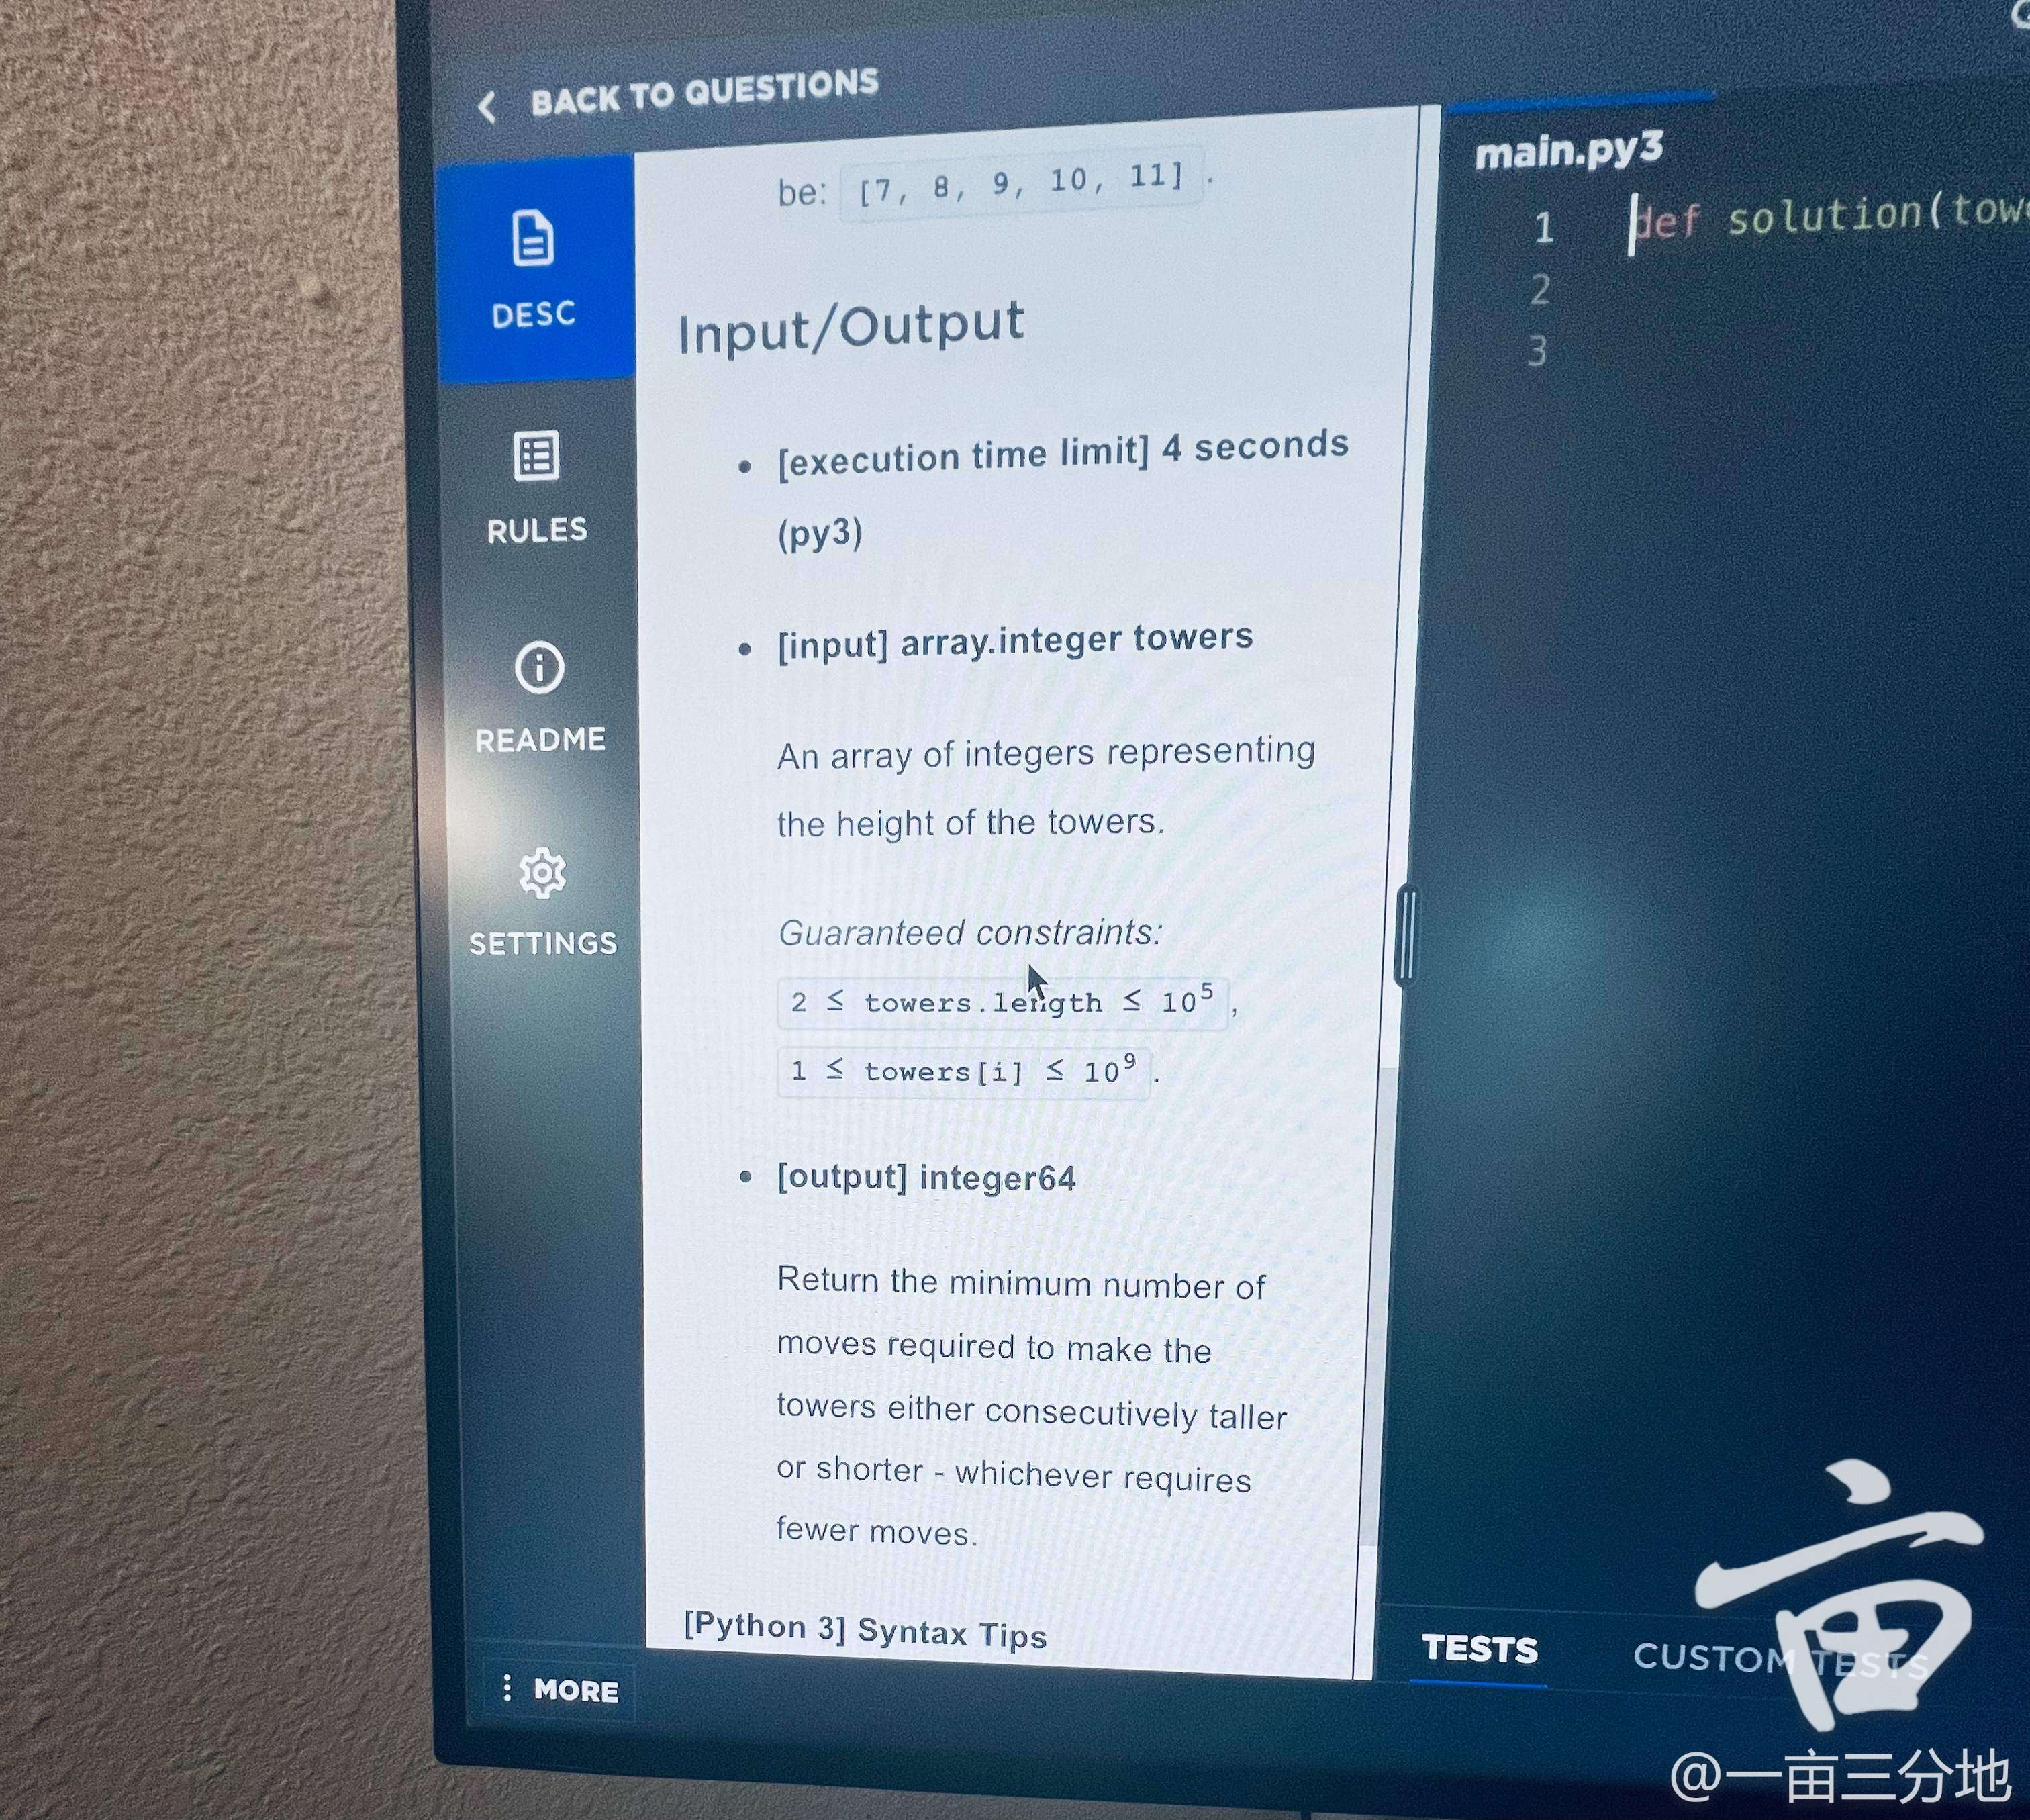 BACK TO QUESTIONS
DESC
RULES
README
SETTINGS
MORE
be: [7, 8, 9, 10, 11] .
Input/Output
• [execution time limit] 4 seconds
(py3)
• [input] array.integer towers
An array of integers representing
the height of the towers.
Guaranteed constraints:
2 ≤ towers.length ≤ 10⁵ ,
1 ≤ towers[i] ≤ 10⁹ .
• [output] integer64
Return the minimum number of
moves required to make the
towers either consecutively taller
or shorter - whichever requires
fewer moves.
[Python 3] Syntax Tips
main.py3
1 def solution(tow
2
3
TESTS
CUSTOM TESTS
亩
@一亩三分地